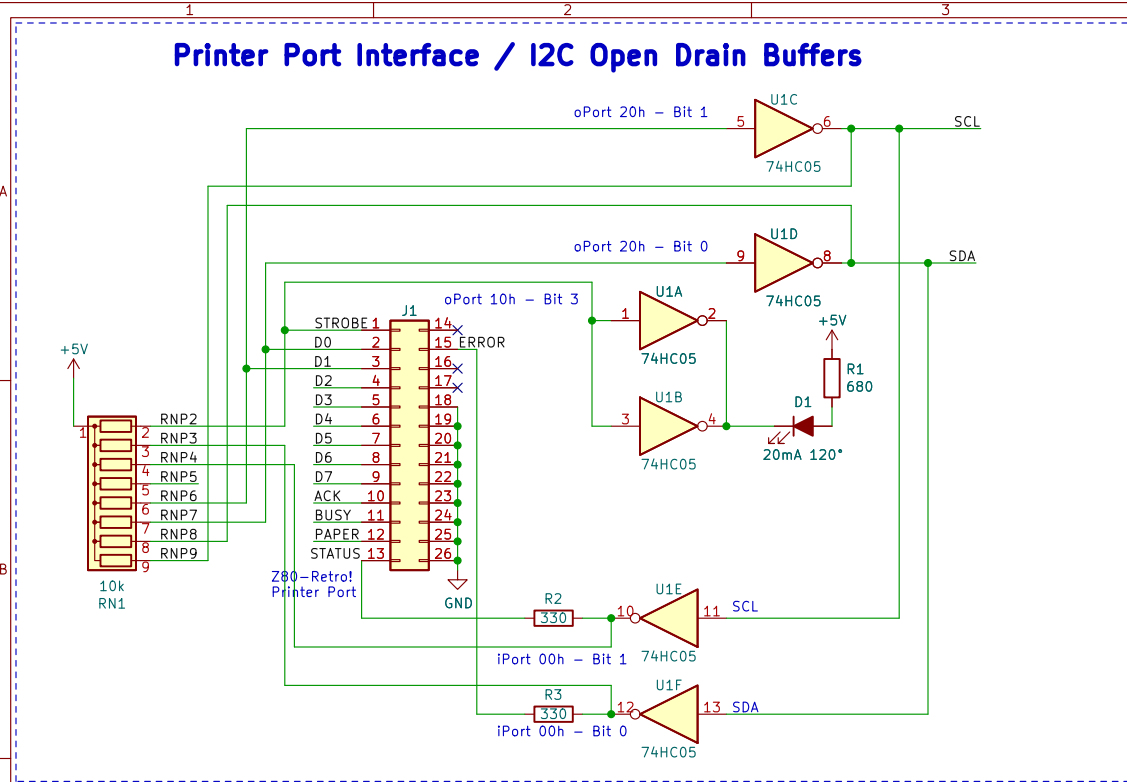 1 2 3
Printer Port Interface / I2C Open Drain Buffers
A
B
oPort 20h – Bit 1
U1C
5 6
74HC05
SCL
oPort 20h – Bit 0
U1D
9 8
74HC05
SDA
oPort 10h – Bit 3
U1A
1 2
74HC05
U1B
3 4
74HC05
+5V
R1
680
D1
20mA 120°
J1
STROBE 1 14
D0 2 15 ERROR
D1 3 16
D2 4 17
D3 5 18
D4 6 19
D5 7 20
D6 8 21
D7 9 22
ACK 10 23
BUSY 11 24
PAPER 12 25
STATUS 13 26
Z80-Retro!
Printer Port
GND
+5V
1
RNP2 2
RNP3 3
RNP4 4
RNP5 5
RNP6 6
RNP7 7
RNP8 8
RNP9 9
10k
RN1
R2
330
U1E
10 11
SCL
74HC05
iPort 00h – Bit 1
R3
330
U1F
12 13
SDA
74HC05
iPort 00h – Bit 0